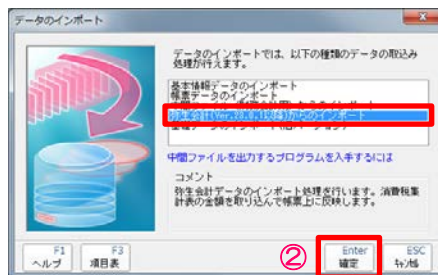 データのインポート
データのインポートでは、以下の種類のデータの取込み
処理が行えます。
基本情報データのインポート
帳票データのインポート
弥生会計(Ver.20.0.1以降)からのインポート
中間ファイルを出力するプログラムを入手するには
コメント
弥生会計データのインポート処理を行います。消費税集
計表の金額を取り込んで帳票上に反映します。
F1
ヘルプ
F3
項目表
②
Enter
確定
ESC
ｷｬﾝｾﾙ